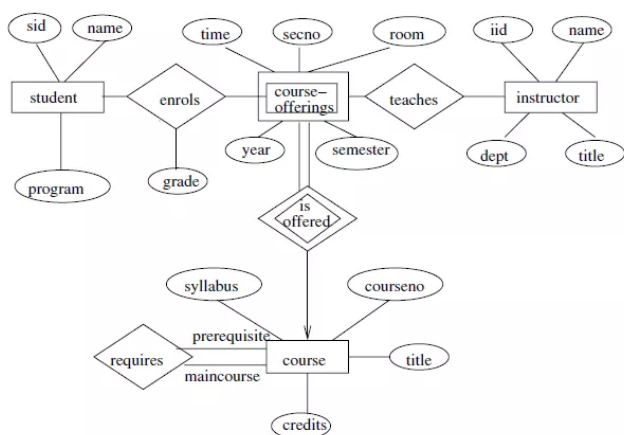 sid
name
time
secno
room
iid
name
student
enrols
course–
offerings
teaches
instructor
program
grade
year
semester
dept
title
is
offered
syllabus
courseno
requires
prerequisite
maincourse
course
title
credits